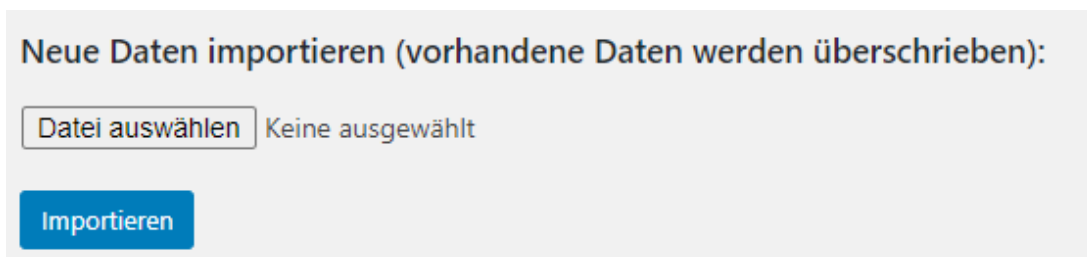 Neue Daten importieren (vorhandene Daten werden überschrieben):
Datei auswählen Keine ausgewählt
Importieren